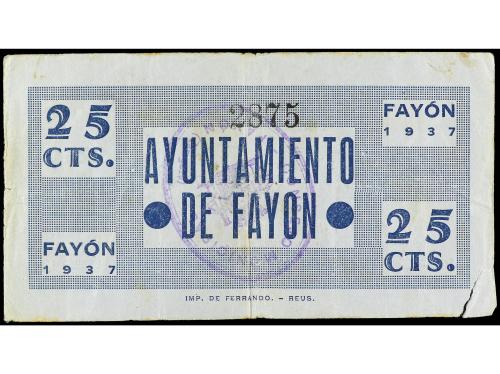 2875
25
CTS.
FAYÓN
1937
AYUNTAMIENTO
DE FAYON
FAYÓN
1937
25
CTS.
IMP. DE FERRANDO. - REUS.